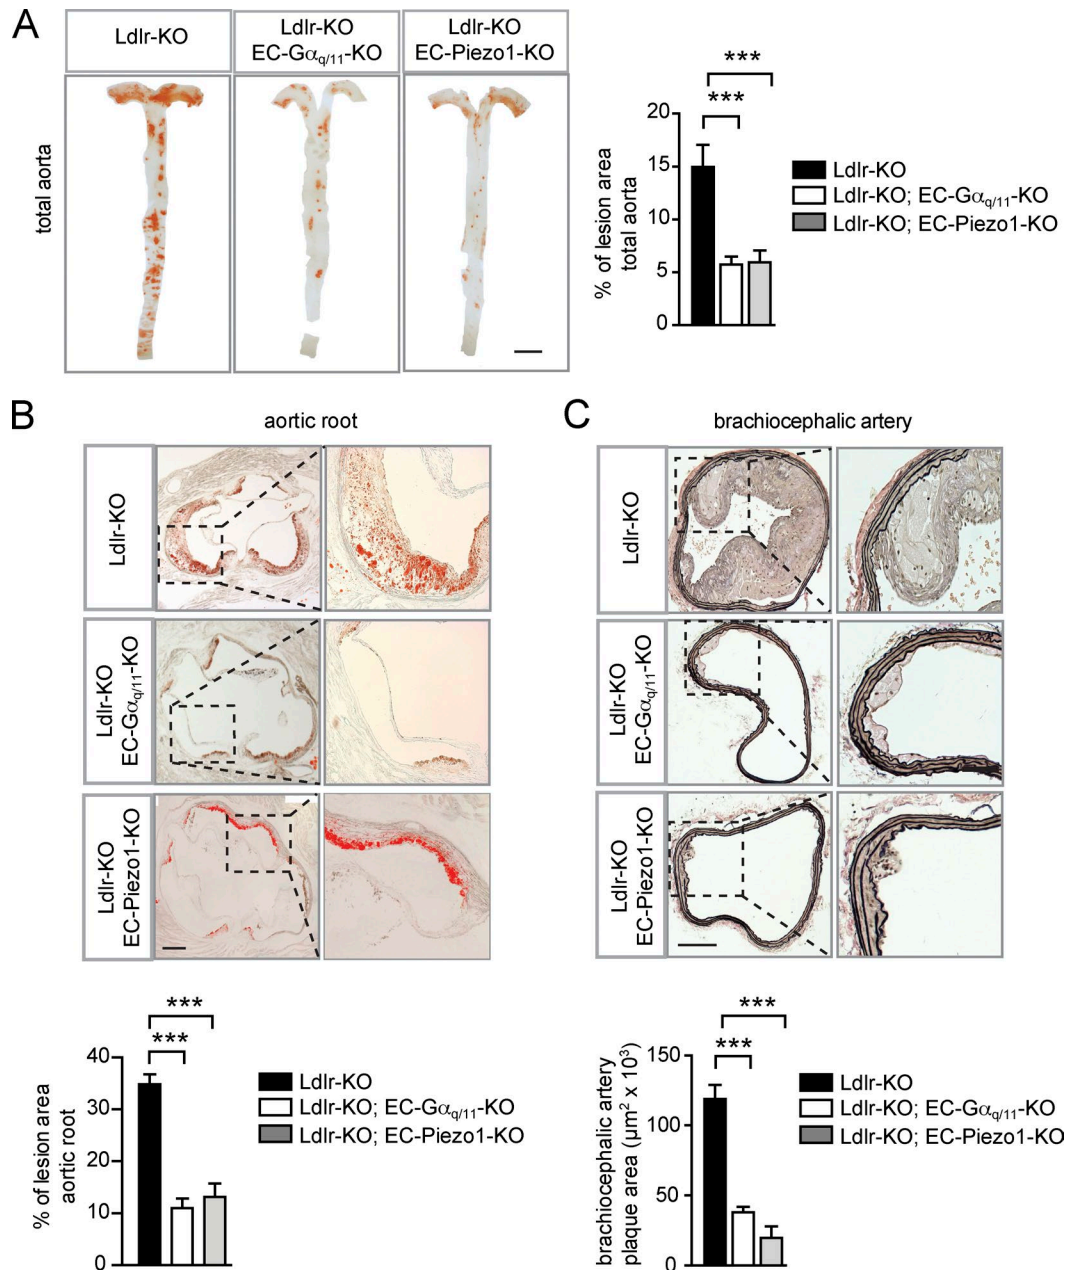 A
Ldlr-KO
Ldlr-KO
EC-Gαq/11-KO
Ldlr-KO
EC-Piezo1-KO
total aorta
***
***
20
15
10
5
0
% of lesion area
total aorta
Ldlr-KO
Ldlr-KO; EC-Gαq/11-KO
Ldlr-KO; EC-Piezo1-KO
B
aortic root
Ldlr-KO
Ldlr-KO
EC-Gαq/11-KO
Ldlr-KO
EC-Piezo1-KO
***
***
40
30
20
10
0
% of lesion area
aortic root
Ldlr-KO
Ldlr-KO; EC-Gαq/11-KO
Ldlr-KO; EC-Piezo1-KO
C
brachiocephalic artery
Ldlr-KO
Ldlr-KO
EC-Gαq/11-KO
Ldlr-KO
EC-Piezo1-KO
***
***
150
100
50
0
brachiocephalic artery
plaque area (µm² x 10³)
Ldlr-KO
Ldlr-KO; EC-Gαq/11-KO
Ldlr-KO; EC-Piezo1-KO